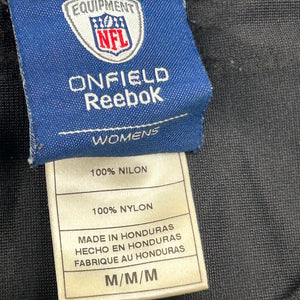 EQUIPMENT
NFL
ONFIELD
Reebok
WOMENS
100% NILON
100% NYLON
MADE IN HONDURAS
HECHO EN HONDURAS
FABRIQUE AU HONDURAS
M/M/M